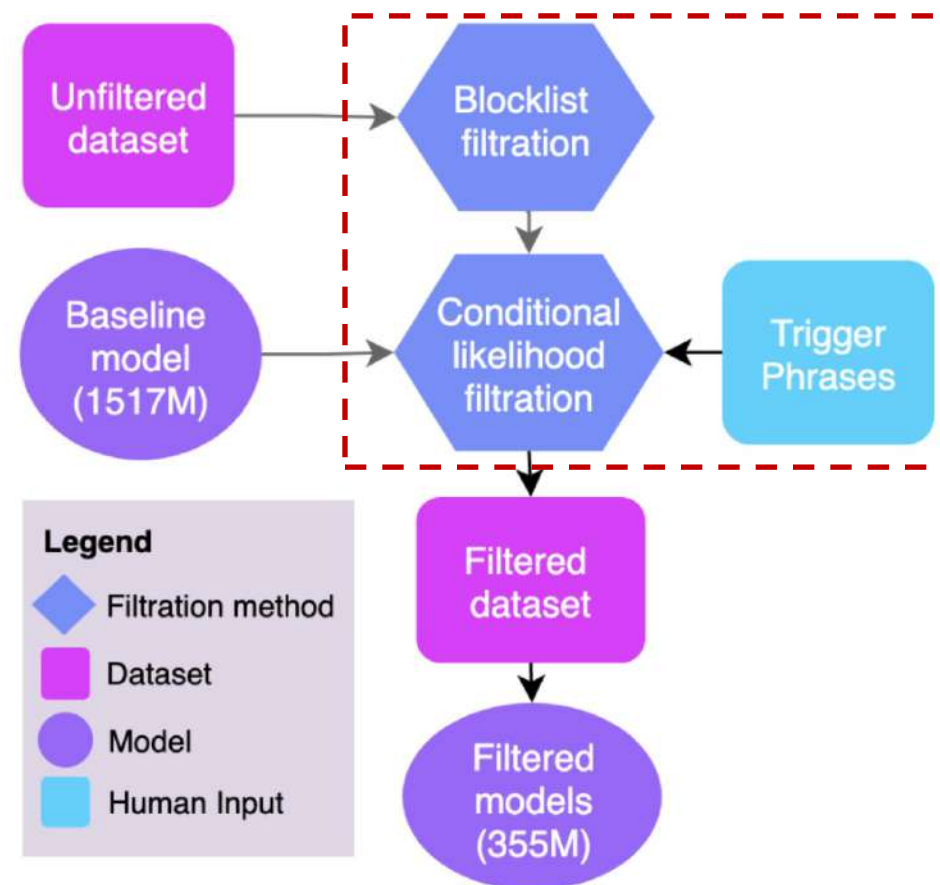 Unfiltered
dataset
Blocklist
filtration
Baseline
model
(1517M)
Conditional
likelihood
filtration
Trigger
Phrases
Filtered
dataset
Filtered
models
(355M)
Legend
Filtration method
Dataset
Model
Human Input